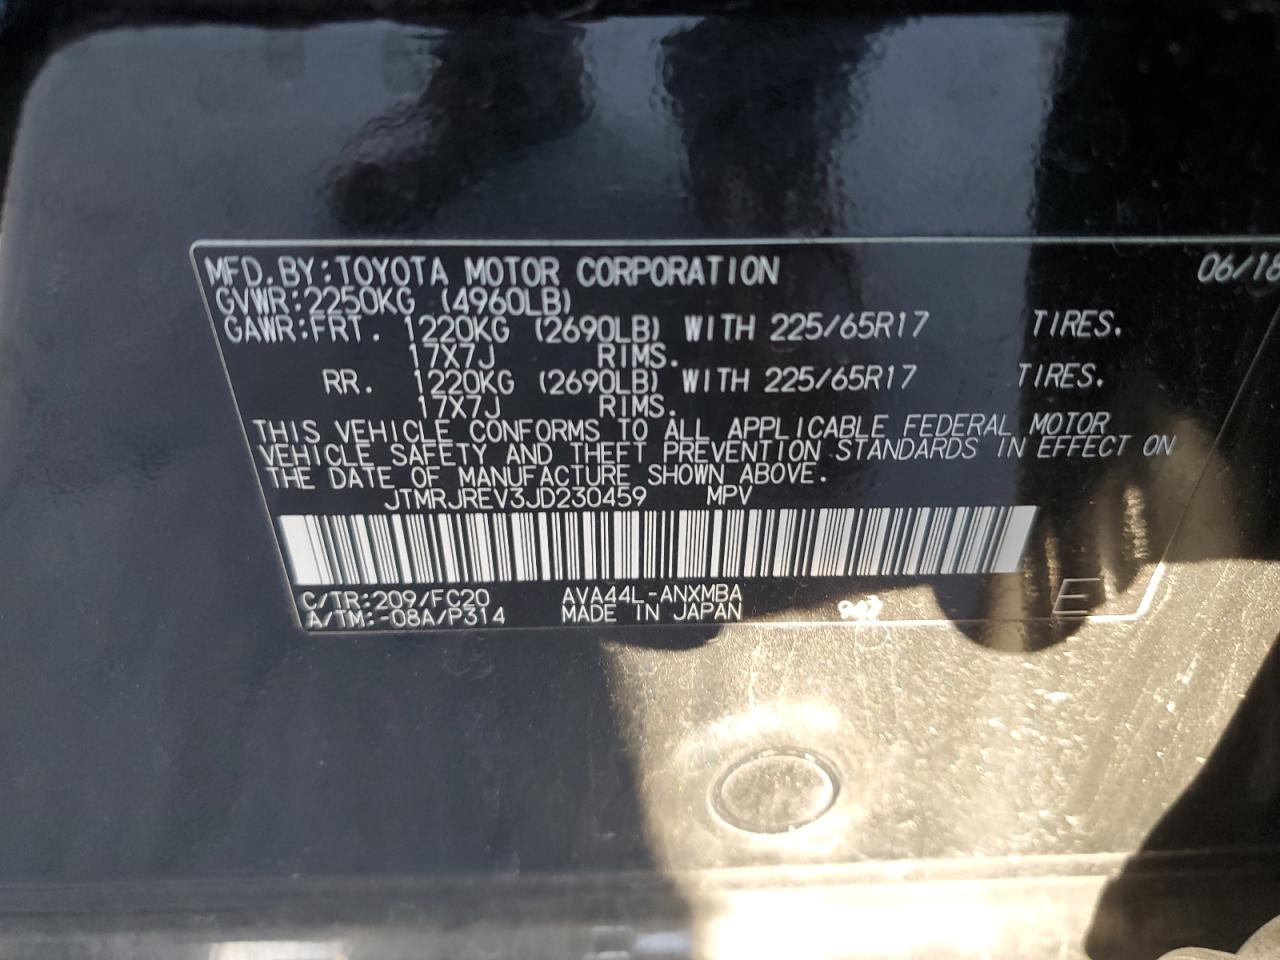 MFD.BY:TOYOTA MOTOR CORPORATION 06/18
GVWR:2250KG (4960LB)
GAWR:FRT. 1220KG (2690LB) WITH 225/65R17 TIRES.
17X7J RIMS.
RR. 1220KG (2690LB) WITH 225/65R17 TIRES.
17X7J RIMS.
THIS VEHICLE CONFORMS TO ALL APPLICABLE FEDERAL MOTOR
VEHICLE SAFETY AND THEFT PREVENTION STANDARDS IN EFFECT ON
THE DATE OF MANUFACTURE SHOWN ABOVE.
JTMRJREV3JD230459 MPV
C/TR:209/FC20 AVA44L-ANXMBA
A/TM:-08A/P314 MADE IN JAPAN 947 E